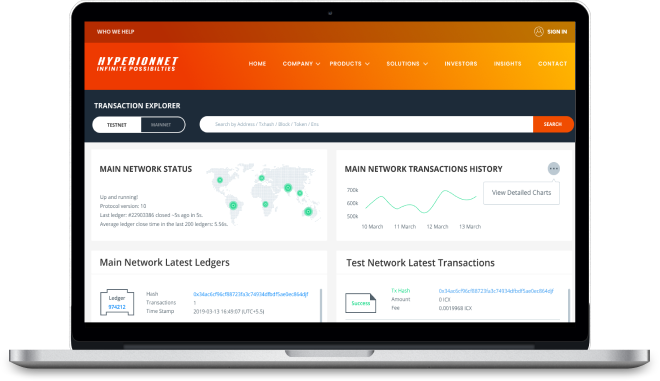 WHO WE HELP
SIGN IN
HYPERIONNET
INFINITE POSSIBILTIES
HOME
COMPANY
PRODUCTS
SOLUTIONS
INVESTORS
INSIGHTS
CONTACT
TRANSACTION EXPLORER
TESTNET
MAINNET
Search by Address / Txhash / Block / Token / Ens
SEARCH
MAIN NETWORK STATUS
Up and running!
Protocol version: 10
Last ledger: #22903386 closed ~5s ago in 5s.
Average ledger close time in the last 200 ledgers: 5.56s.
MAIN NETWORK TRANSACTIONS HISTORY
View Detailed Charts
700k
600k
500k
10 March
11 March
12 March
13 March
Main Network Latest Ledgers
Ledger
974212
Hash
0x34ac6cf96cf88723fa3c74934dfbdf5ae0ec864djf
Transactions
1
Time Stamp
2019-03-13 16:49:07 (UTC+5.5)
Test Network Latest Transactions
Success
Tx Hash
0x34ac6cf96cf88723fa3c74934dfbdf5ae0ec864djf
Amount
0 ICX
Fee
0.0019968 ICX